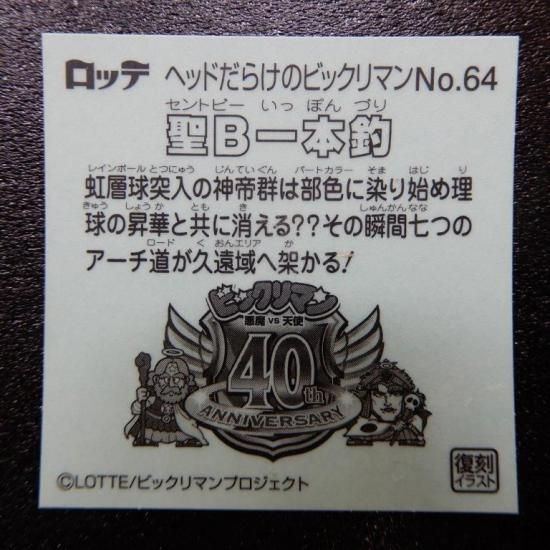 ロッテ ヘッドだらけのビックリマンNo.64
セントビー いっ ぽん づり
聖B一本釣
レインボール とつにゅう じんていぐん パートカラー そま はじ り
虹層球突入の神帝群は部色に染り始め理
きゅう しょうか とも き しゅんかんなな
球の昇華と共に消える??その瞬間七つの
ロード く おんエリア か
アーチ道が久遠域へ架かる!
ビックリマン
悪魔VS天使
40th
ANNIVERSARY
©LOTTE/ビックリマンプロジェクト
復刻
イラスト